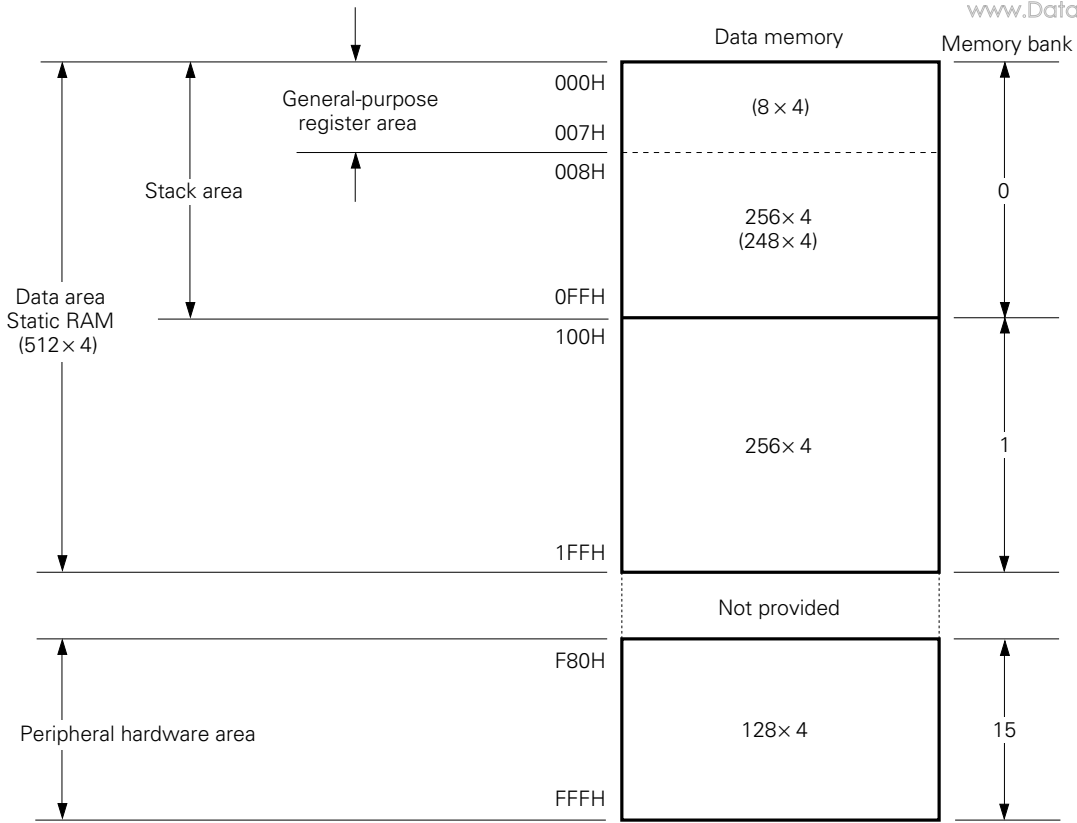 www.Data
Data memory
Memory bank
000H
General-purpose
register area
(8 × 4)
007H
008H
Stack area
0
256× 4
(248× 4)
Data area
Static RAM
(512× 4)
0FFH
100H
256× 4
1
1FFH
Not provided
F80H
Peripheral hardware area
128× 4
15
FFFH